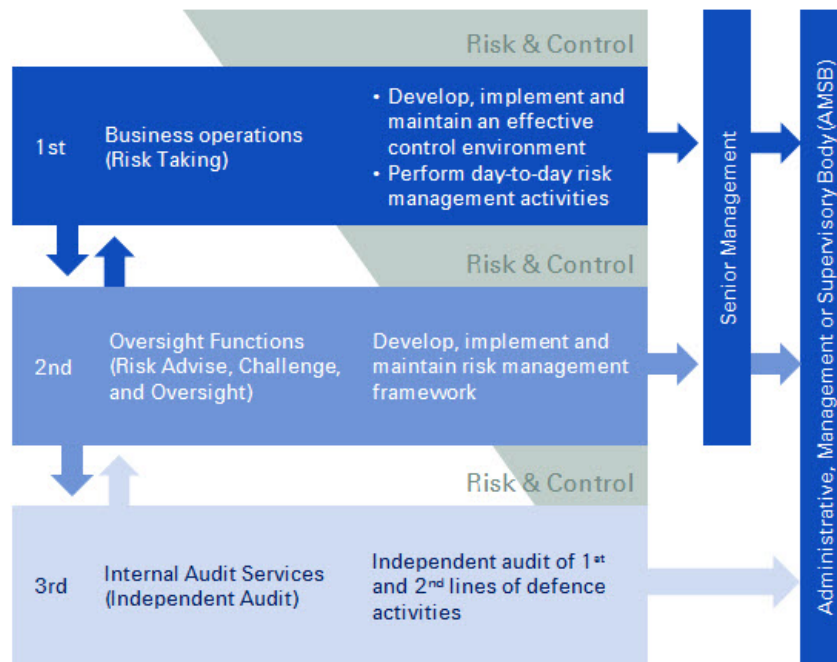 Risk & Control
1st
Business operations
(Risk Taking)
• Develop, implement and
maintain an effective
control environment
• Perform day-to-day risk
management activities
Risk & Control
2nd
Oversight Functions
(Risk Advise, Challenge,
and Oversight)
Develop, implement and
maintain risk management
framework
Risk & Control
3rd
Internal Audit Services
(Independent Audit)
Independent audit of 1st
and 2nd lines of defence
activities
Senior Management
Administrative, Management or Supervisory Body (AMSB)